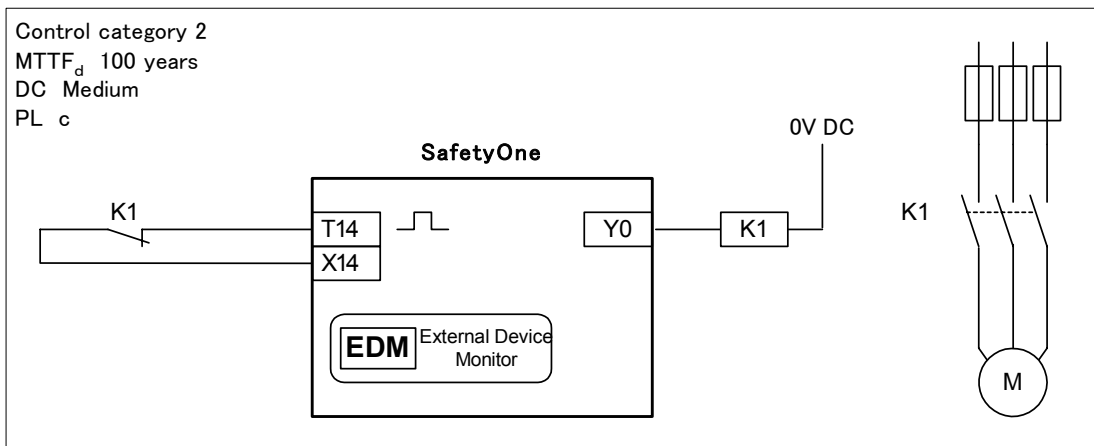 Control category 2
MTTFd 100 years
DC Medium
PL c
0V DC
SafetyOne
K1
T14
X14
Y0
K1
K1
EDM
External Device
Monitor
M